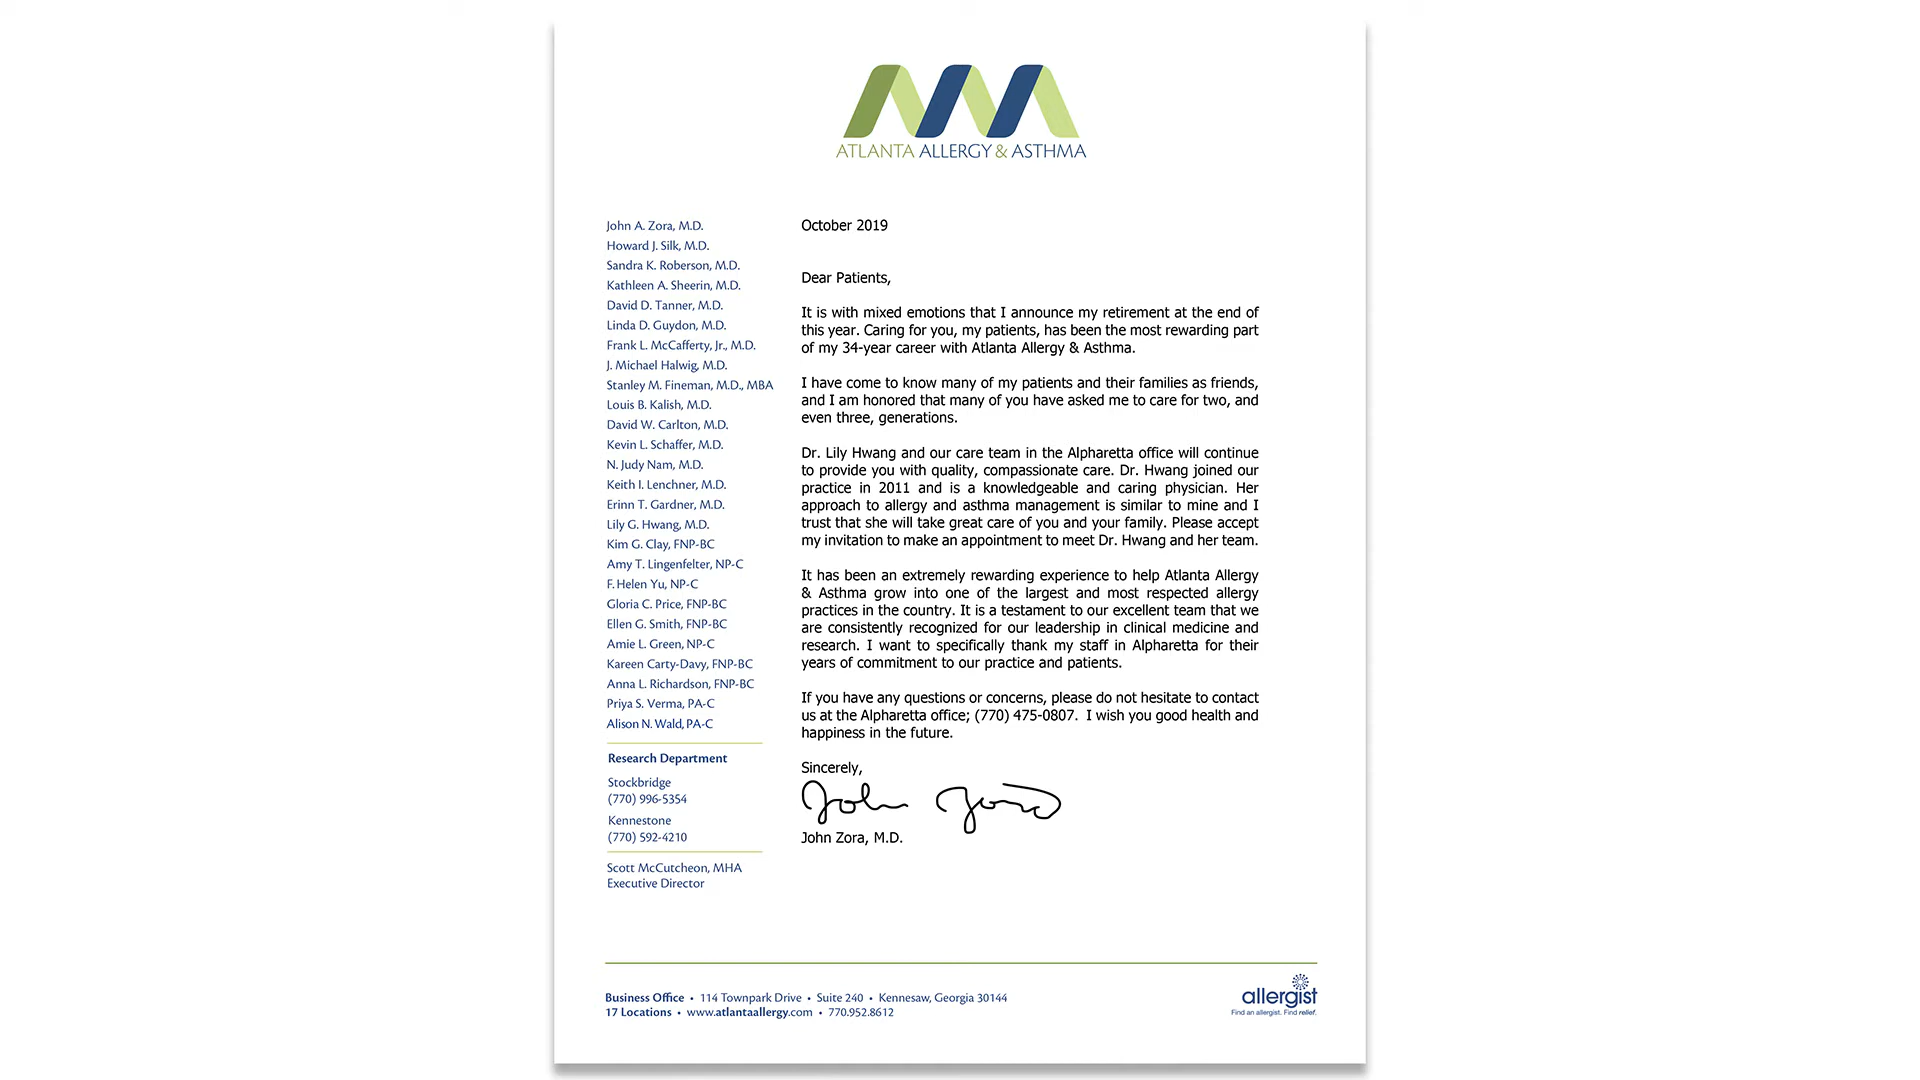 ATLANTA ALLERGY & ASTHMA
John A. Zora, M.D.
Howard J. Silk, M.D.
Sandra K. Roberson, M.D.
Kathleen A. Sheerin, M.D.
David D. Tanner, M.D.
Linda D. Guydon, M.D.
Frank L. McCafferty, Jr., M.D.
J. Michael Halwig, M.D.
Stanley M. Fineman, M.D., MBA
Louis B. Kalish, M.D.
David W. Carlton, M.D.
Kevin L. Schaffer, M.D.
N. Judy Nam, M.D.
Keith I. Lenchner, M.D.
Erinn T. Gardner, M.D.
Lily G. Hwang, M.D.
Kim G. Clay, FNP-BC
Amy T. Lingenfelter, NP-C
F. Helen Yu, NP-C
Gloria C. Price, FNP-BC
Ellen G. Smith, FNP-BC
Amie L. Green, NP-C
Kareen Carty-Davy, FNP-BC
Anna L. Richardson, FNP-BC
Priya S. Verma, PA-C
Alison N. Wald, PA-C
Research Department
Stockbridge
(770) 996-5354
Kennestone
(770) 592-4210
Scott McCutcheon, MHA
Executive Director
October 2019
Dear Patients,
It is with mixed emotions that I announce my retirement at the end of
this year. Caring for you, my patients, has been the most rewarding part
of my 34-year career with Atlanta Allergy & Asthma.
I have come to know many of my patients and their families as friends,
and I am honored that many of you have asked me to care for two, and
even three, generations.
Dr. Lily Hwang and our care team in the Alpharetta office will continue
to provide you with quality, compassionate care. Dr. Hwang joined our
practice in 2011 and is a knowledgeable and caring physician. Her
approach to allergy and asthma management is similar to mine and I
trust that she will take great care of you and your family. Please accept
my invitation to make an appointment to meet Dr. Hwang and her team.
It has been an extremely rewarding experience to help Atlanta Allergy
& Asthma grow into one of the largest and most respected allergy
practices in the country. It is a testament to our excellent team that we
are consistently recognized for our leadership in clinical medicine and
research. I want to specifically thank my staff in Alpharetta for their
years of commitment to our practice and patients.
If you have any questions or concerns, please do not hesitate to contact
us at the Alpharetta office; (770) 475-0807. I wish you good health and
happiness in the future.
Sincerely,
John Zora
John Zora, M.D.
Business Office • 114 Townpark Drive • Suite 240 • Kennesaw, Georgia 30144
17 Locations • www.atlantaallergy.com • 770.952.8612
allergist
Find an allergist. Find relief.